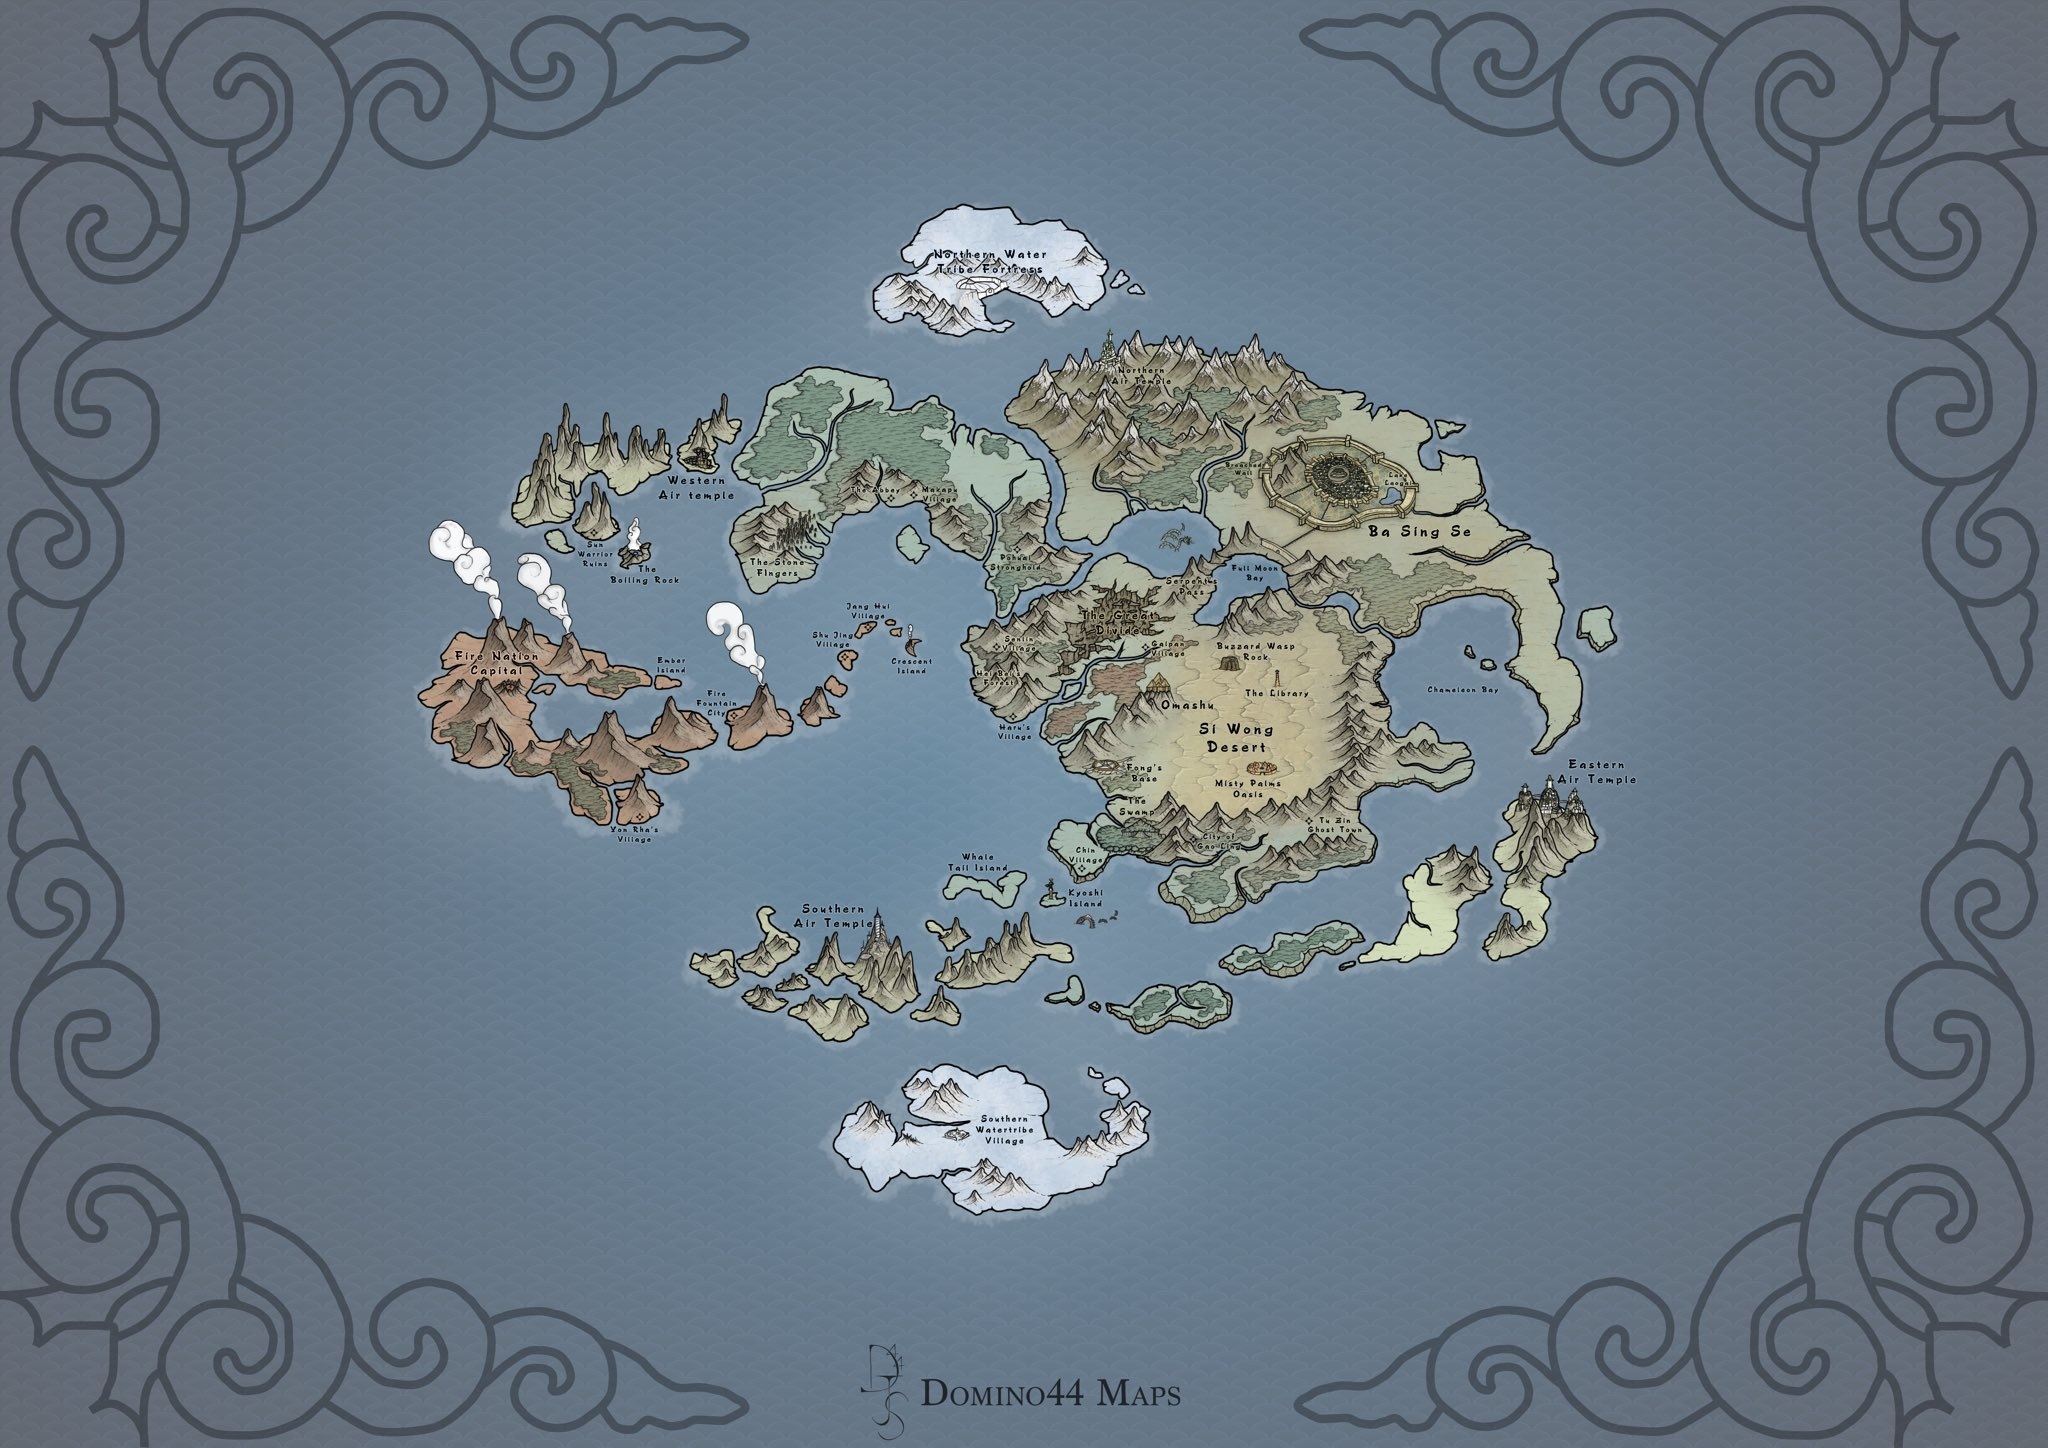 Northern Water
Tribe Fortress
Northern
Air Temple
Western
Air temple
The Abbey
Makapu
Village
Breached
Wall
Lake
Laogai
Ba Sing Se
Sun
Warrior
Ruins
The
Boiling Rock
The Stone
Fingers
Pohuai
Stronghold
Full Moon
Bay
Serpent's
Pass
The Great
Divide
Jang Hui
Village
Shu Jing
Village
Crescent
Island
Senlin
Village
Gaipan
Village
Buzzard Wasp
Rock
Fire Nation
Capital
Ember
Island
Hei Bei's
Forest
The Library
Chameleon Bay
Fire
Fountain
City
Omashu
Haru's
Village
Si Wong
Desert
Fong's
Base
Misty Palms
Oasis
Eastern
Air Temple
The
Swamp
Tu Zin
Ghost Town
City of
Gao Ling
Yon Rha's
Village
Chin
Village
Whale
Tail Island
Kyoshi
Island
Southern
Air Temple
Southern
Watertribe
Village
Domino44 Maps